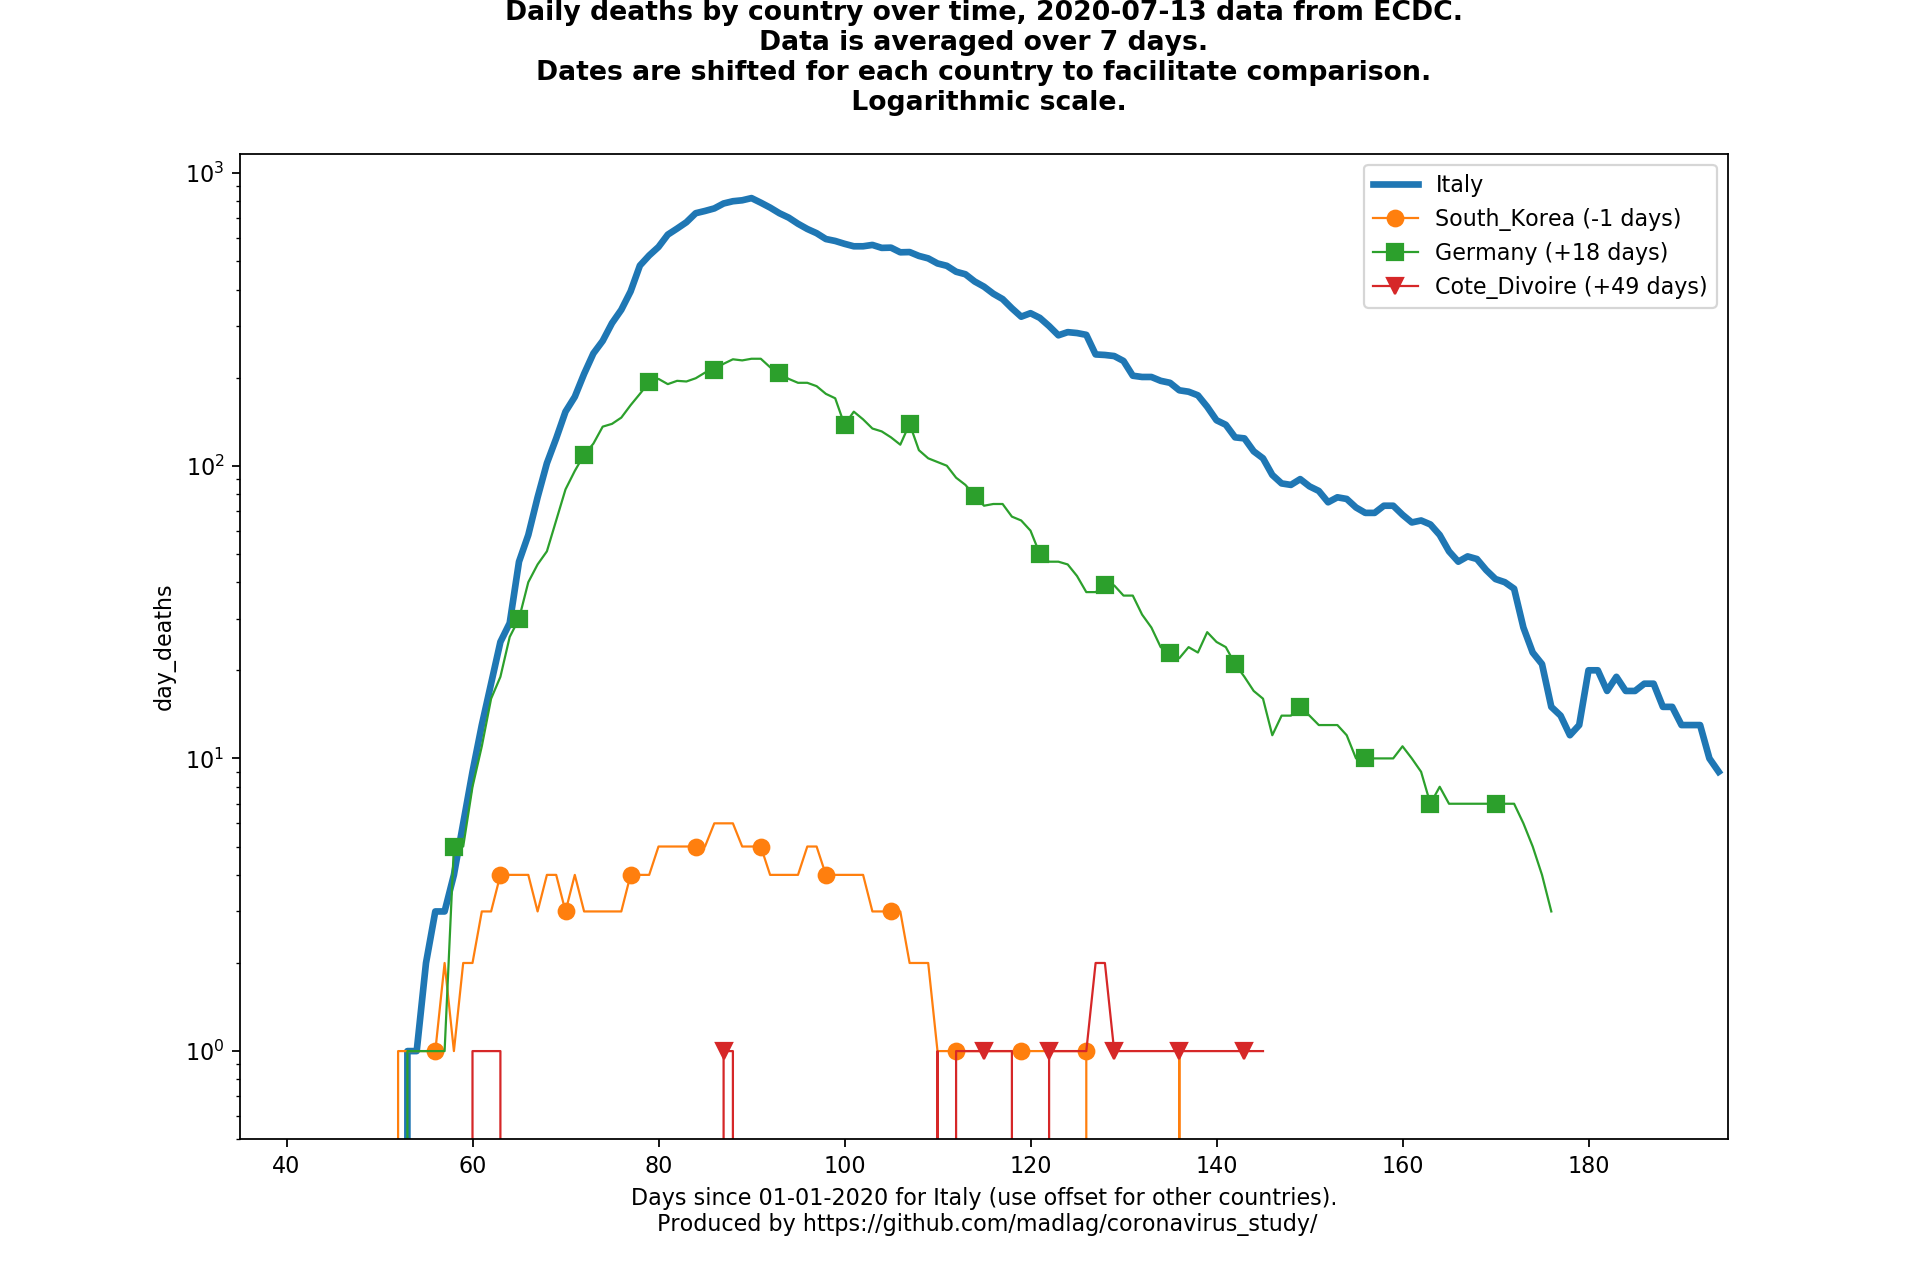 Daily deaths by country over time, 2020-07-13 data from ECDC.
Data is averaged over 7 days.
Dates are shifted for each country to facilitate comparison.
Logarithmic scale.
10³
10²
10¹
10⁰
day_deaths
Italy
South_Korea (-1 days)
Germany (+18 days)
Cote_Divoire (+49 days)
40 60 80 100 120 140 160 180
Days since 01-01-2020 for Italy (use offset for other countries).
Produced by https://github.com/madlag/coronavirus_study/